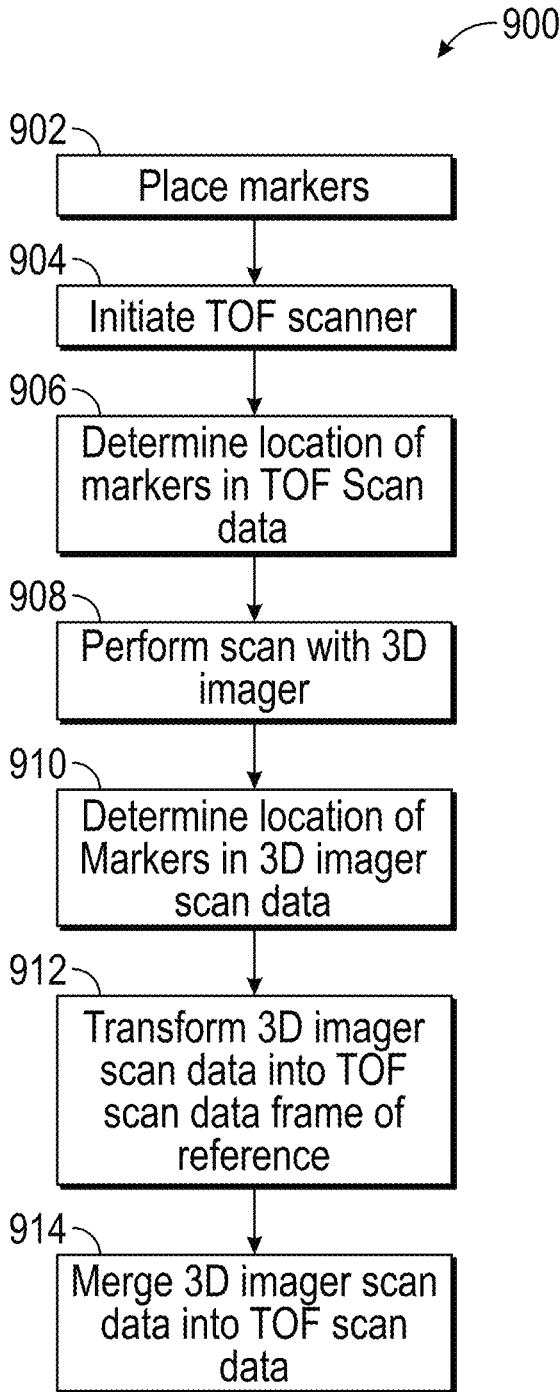 900
902
Place markers
904
Initiate TOF scanner
906
Determine location of
markers in TOF Scan
data
908
Perform scan with 3D
imager
910
Determine location of
Markers in 3D imager
scan data
912
Transform 3D imager
scan data into TOF
scan data frame of
reference
914
Merge 3D imager scan
data into TOF scan
data